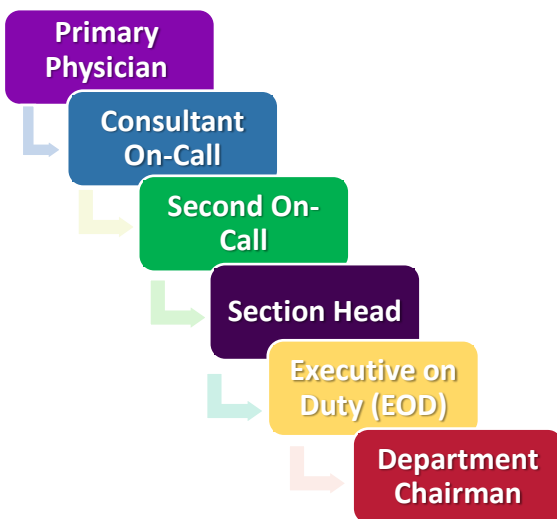 Primary
Physician
Consultant
On-Call
Second On-
Call
Section Head
Executive on
Duty (EOD)
Department
Chairman